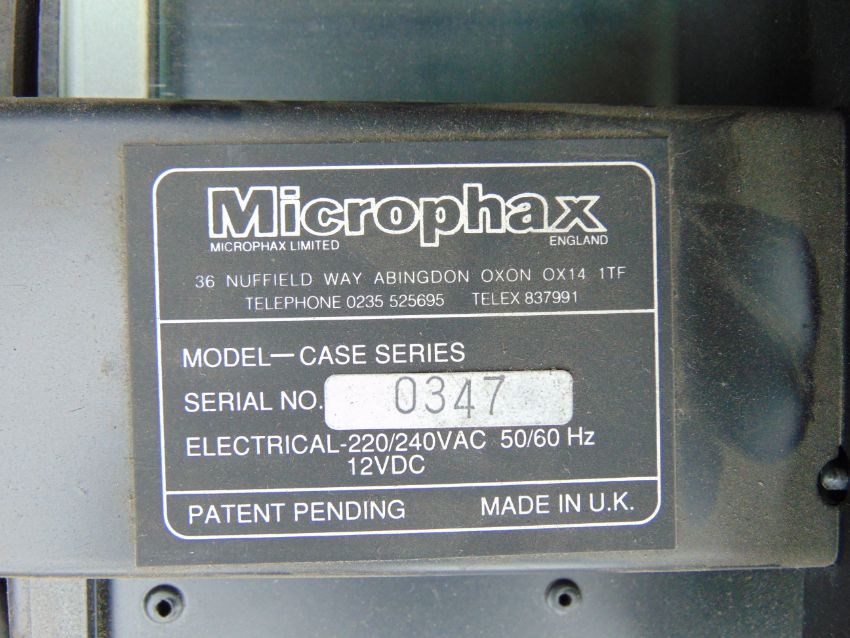 Microphax
MICROPHAX LIMITED ENGLAND
36 NUFFIELD WAY ABINGDON OXON OX14 1TF
TELEPHONE 0235 525695 TELEX 837991
MODEL—CASE SERIES
SERIAL NO. 0347
ELECTRICAL-220/240VAC 50/60 Hz
12VDC
PATENT PENDING MADE IN U.K.